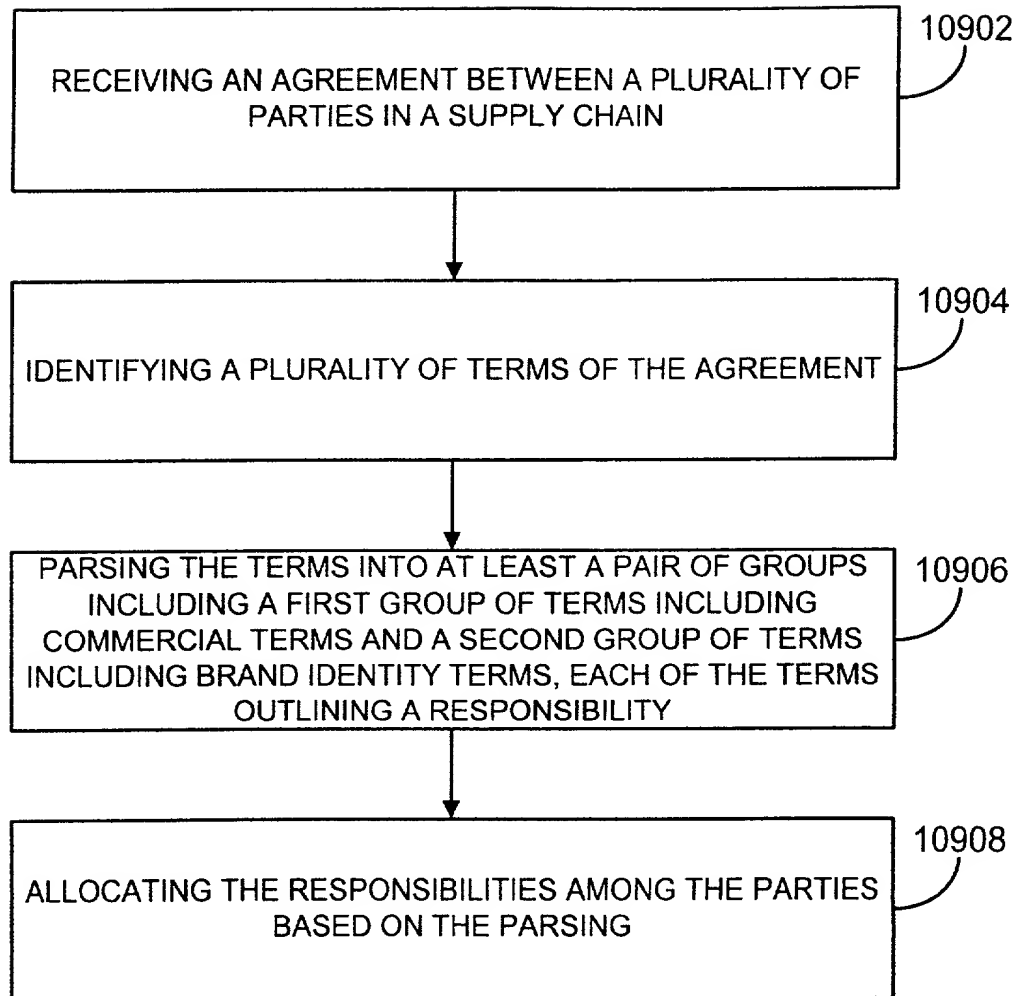 10902
RECEIVING AN AGREEMENT BETWEEN A PLURALITY OF
PARTIES IN A SUPPLY CHAIN
10904
IDENTIFYING A PLURALITY OF TERMS OF THE AGREEMENT
10906
PARSING THE TERMS INTO AT LEAST A PAIR OF GROUPS
INCLUDING A FIRST GROUP OF TERMS INCLUDING
COMMERCIAL TERMS AND A SECOND GROUP OF TERMS
INCLUDING BRAND IDENTITY TERMS, EACH OF THE TERMS
OUTLINING A RESPONSIBILITY
10908
ALLOCATING THE RESPONSIBILITIES AMONG THE PARTIES
BASED ON THE PARSING